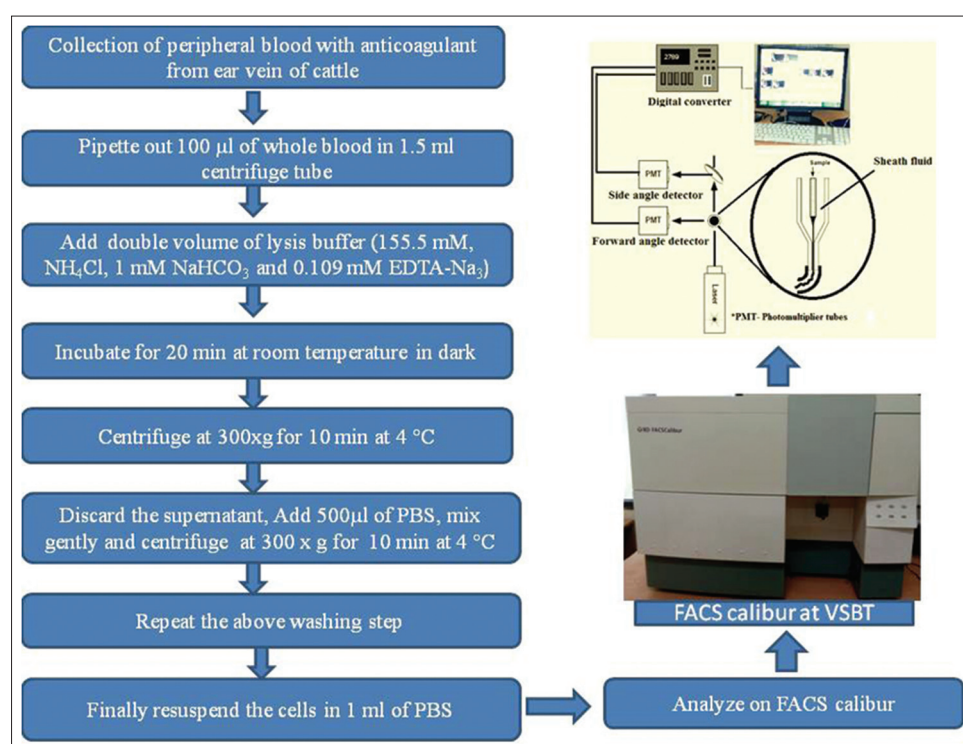 Collection of peripheral blood with anticoagulant
from ear vein of cattle
Pipette out 100 µl of whole blood in 1.5 ml
centrifuge tube
Add double volume of lysis buffer (155.5 mM,
NH₄Cl, 1 mM NaHCO₃ and 0.109 mM EDTA-Na₃)
Incubate for 20 min at room temperature in dark
Centrifuge at 300xg for 10 min at 4 °C
Discard the supernatant, Add 500µl of PBS, mix
gently and centrifuge at 300 x g for 10 min at 4 °C
Repeat the above washing step
Finally resuspend the cells in 1 ml of PBS
Analyze on FACS calibur
FACS calibur at VSBT
2789
Digital converter
PMT
Side angle detector
PMT
Forward angle detector
Sample
Sheath fluid
Laser
*PMT- Photomultiplier tubes